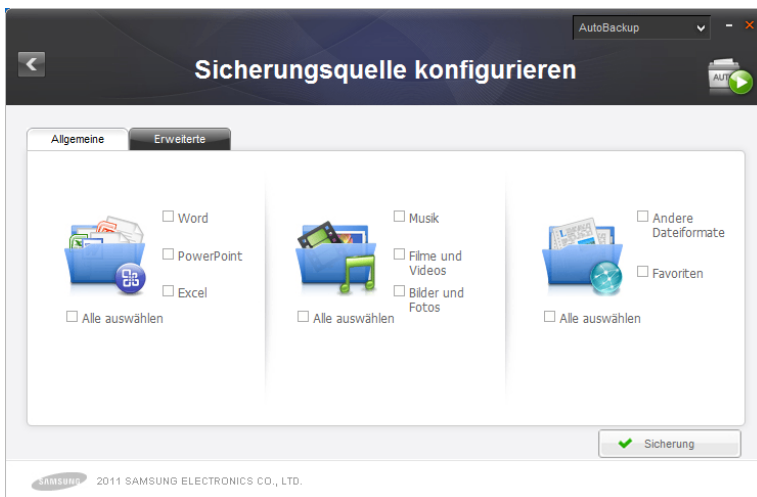 AutoBackup
Sicherungsquelle konfigurieren
AUT
Allgemeine
Erweiterte
Word
PowerPoint
Excel
Alle auswählen
Musik
Filme und
Videos
Bilder und
Fotos
Alle auswählen
Andere
Dateiformate
Favoriten
Alle auswählen
Sicherung
SAMSUNG 2011 SAMSUNG ELECTRONICS CO., LTD.